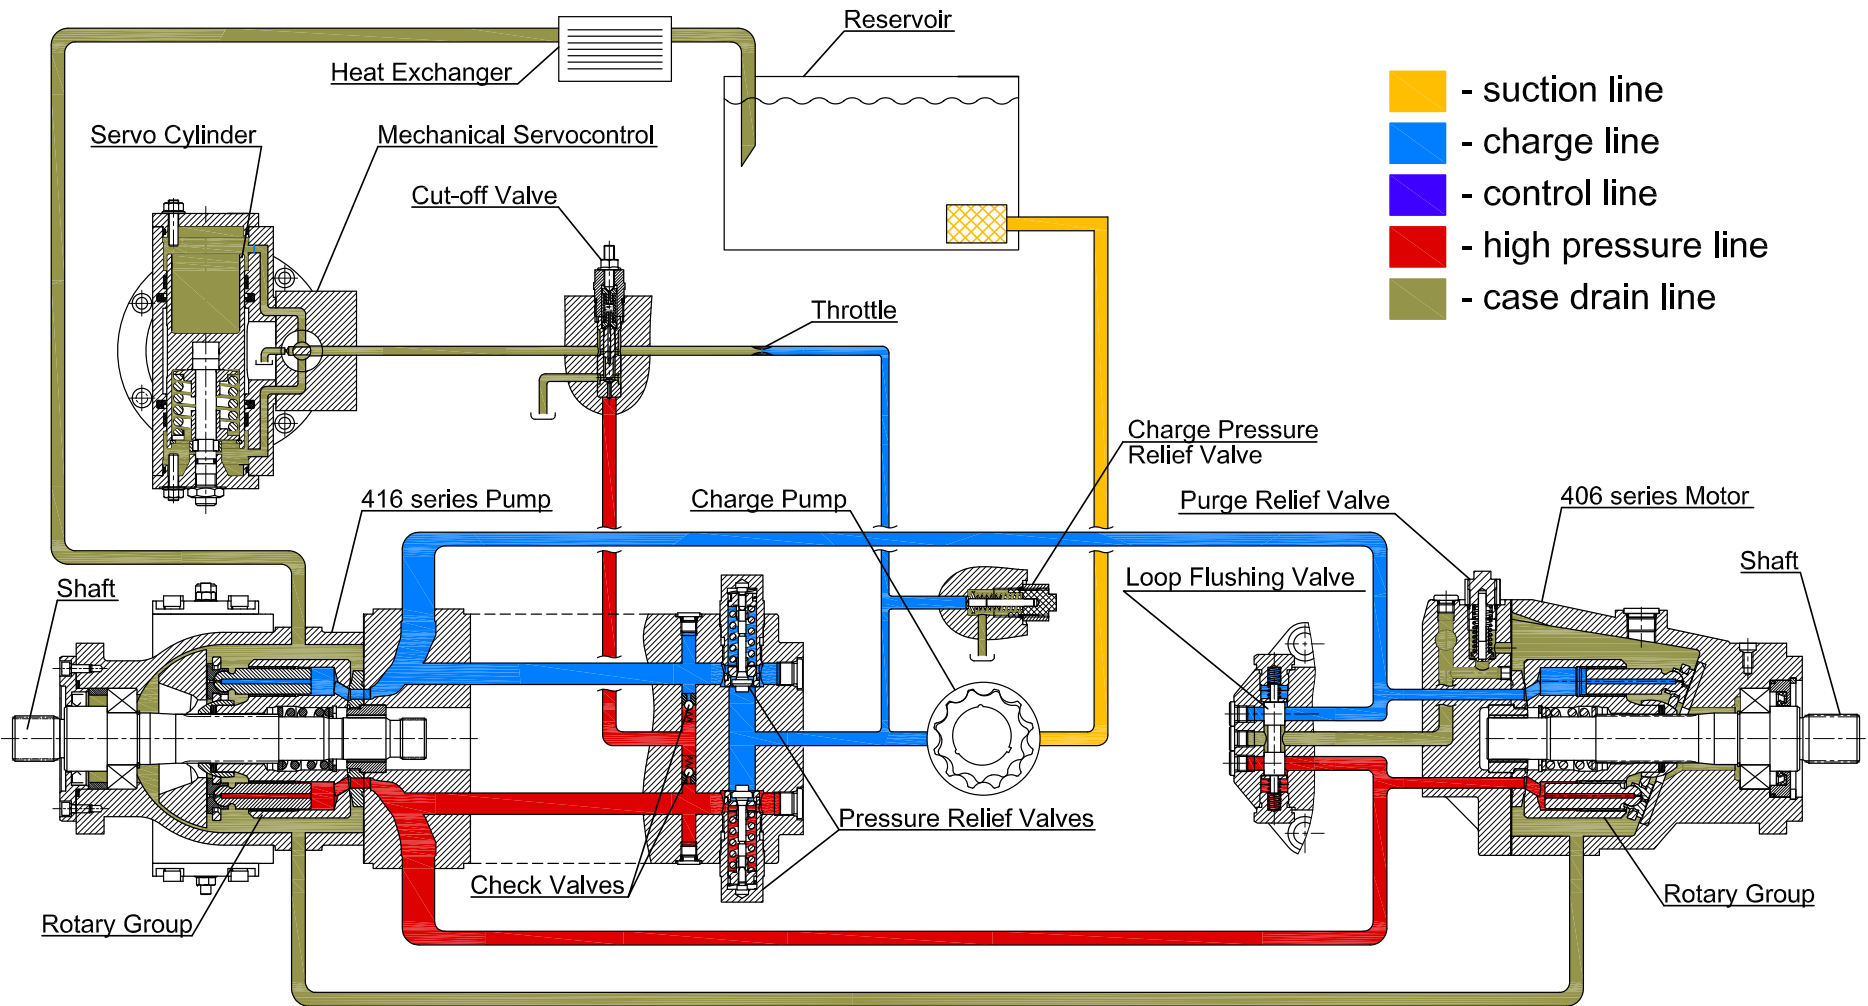 Reservoir
Heat Exchanger
Servo Cylinder
Mechanical Servocontrol
Cut-off Valve
Throttle
- suction line
- charge line
- control line
- high pressure line
- case drain line
Charge Pressure
Relief Valve
416 series Pump
Charge Pump
Purge Relief Valve
406 series Motor
Shaft
Loop Flushing Valve
Shaft
Pressure Relief Valves
Check Valves
Rotary Group
Rotary Group